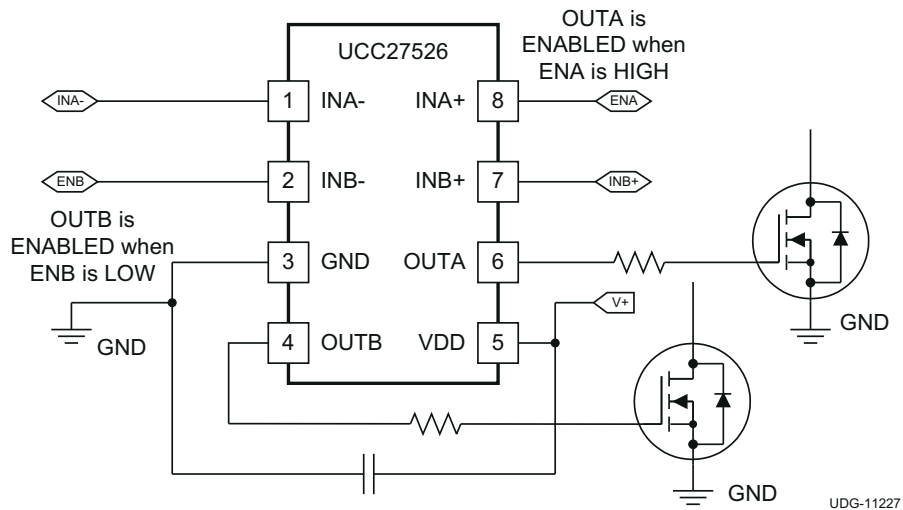 OUTA is
ENABLED when
ENA is HIGH
UCC27526
INA-
1
INA-
INA+
8
ENA
ENB
2
INB-
INB+
7
INB+
OUTB is
ENABLED when
ENB is LOW
3
GND
OUTA
6
V+
GND
GND
4
OUTB
VDD
5
GND
UDG-11227